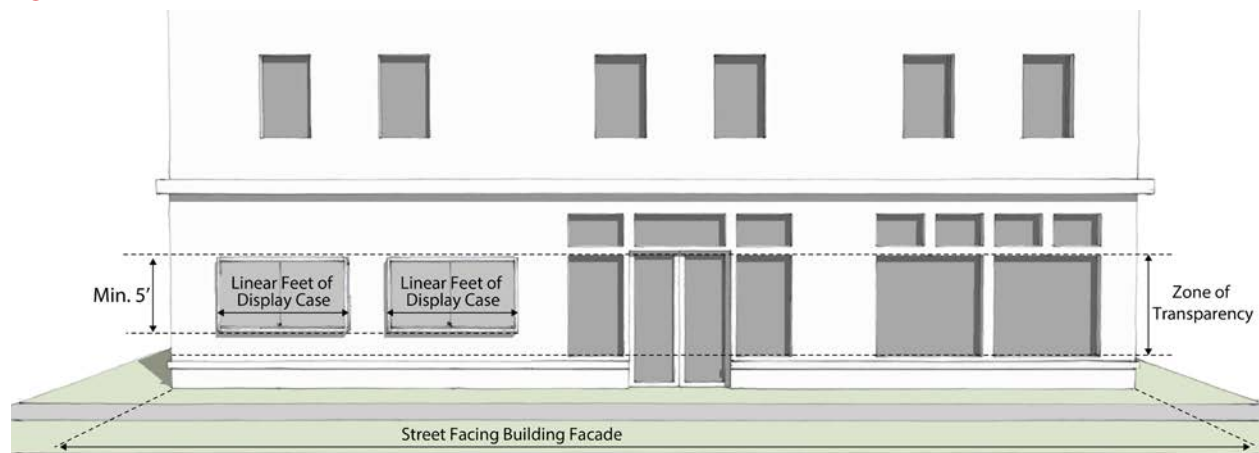 Min. 5'
Linear Feet of
Display Case
Linear Feet of
Display Case
Zone of
Transparency
Street Facing Building Facade